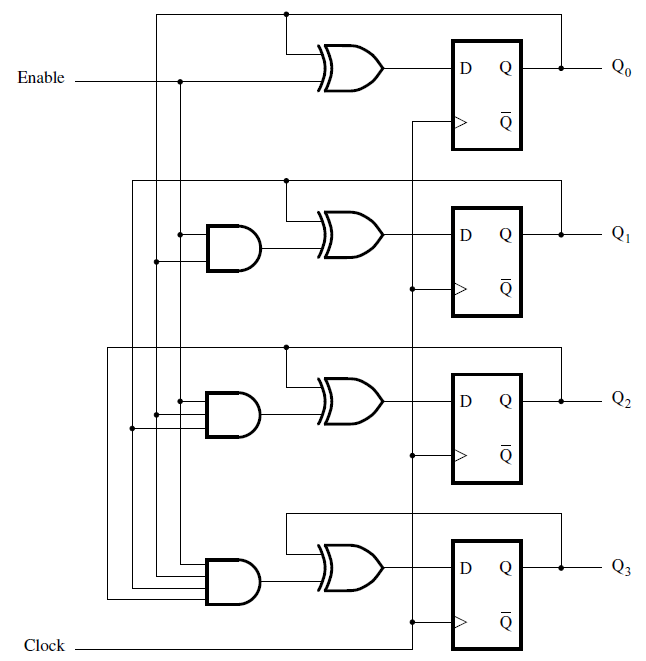 Enable
D Q Q0
Q̅
D Q Q1
Q̅
D Q Q2
Q̅
D Q Q3
Q̅
Clock